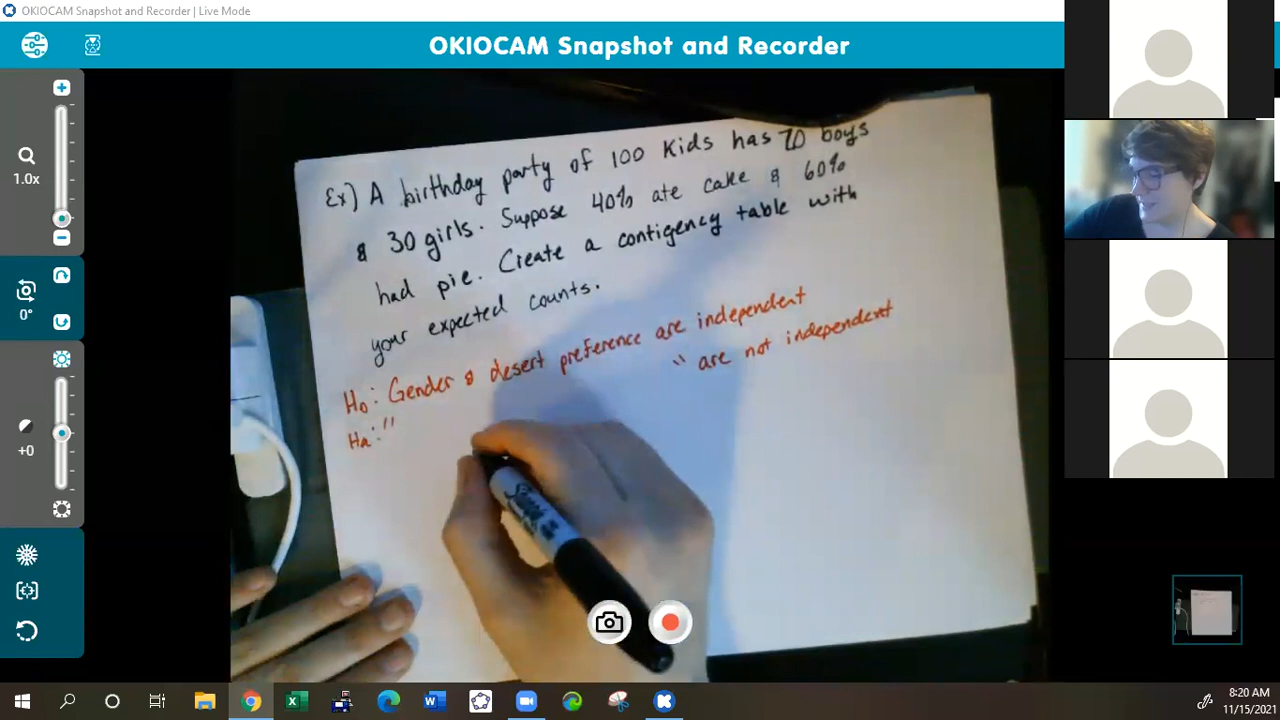 OKIOCAM Snapshot and Recorder | Live Mode
OKIOCAM Snapshot and Recorder
1.0x
0°
+0
Ex) A birthday party of 100 kids has 70 boys
& 30 girls. Suppose 40% ate cake & 60%
had pie. Create a contigency table with
your expected counts.
H0: Gender & desert preference are independent
Ha: " " are not independent
Sharpie
8:20 AM
11/15/2021